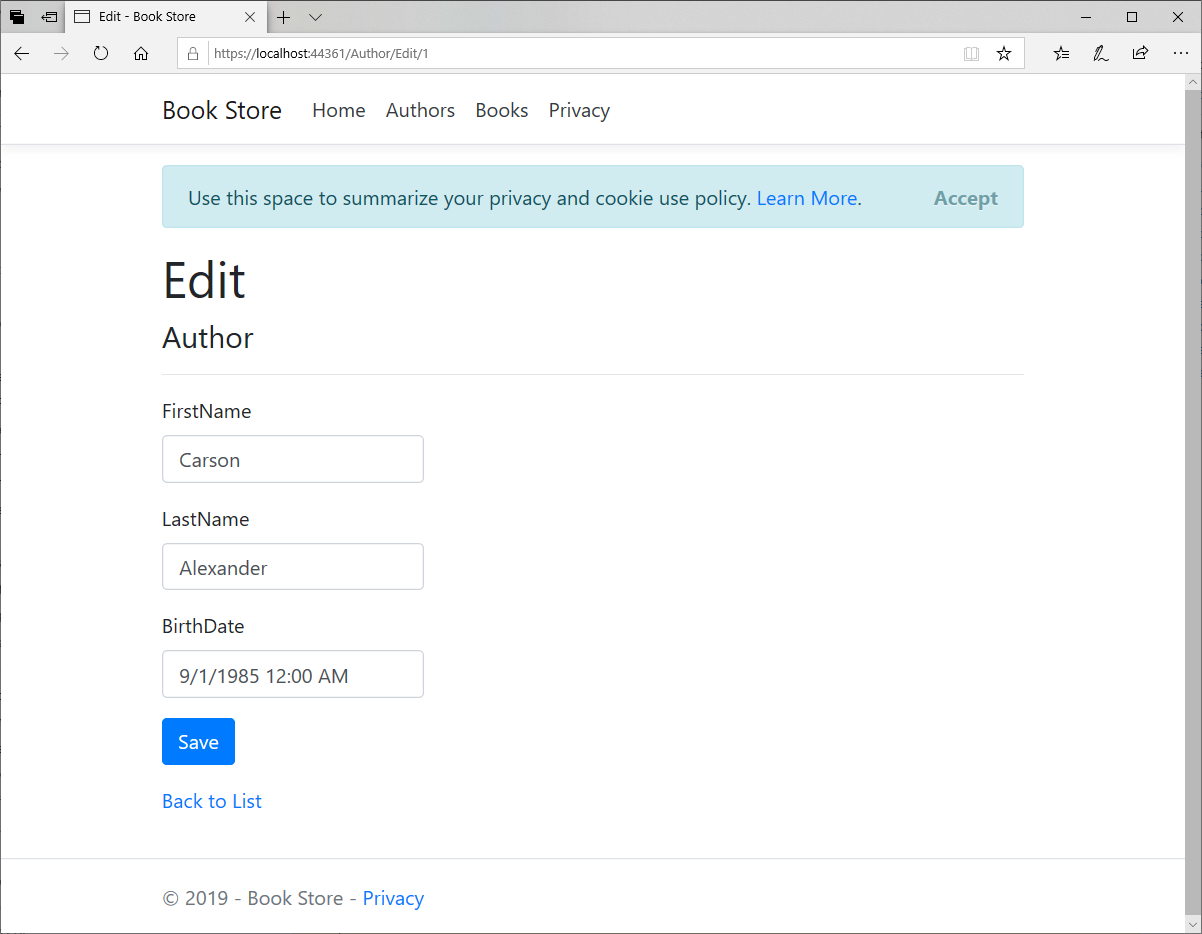 Edit - Book Store
https://localhost:44361/Author/Edit/1
Book Store Home Authors Books Privacy
Use this space to summarize your privacy and cookie use policy. Learn More. Accept
Edit
Author
FirstName
Carson
LastName
Alexander
BirthDate
9/1/1985 12:00 AM
Save
Back to List
© 2019 - Book Store - Privacy